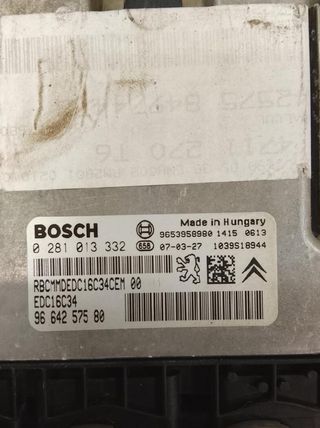 BOSCH
Made in Hungary
9653958980 1415 0613
0 281 013 332
658
07-03-27
1039S18944
RBCMMDEDC16C34CEM 00
EDC16C34
96 642 575 80